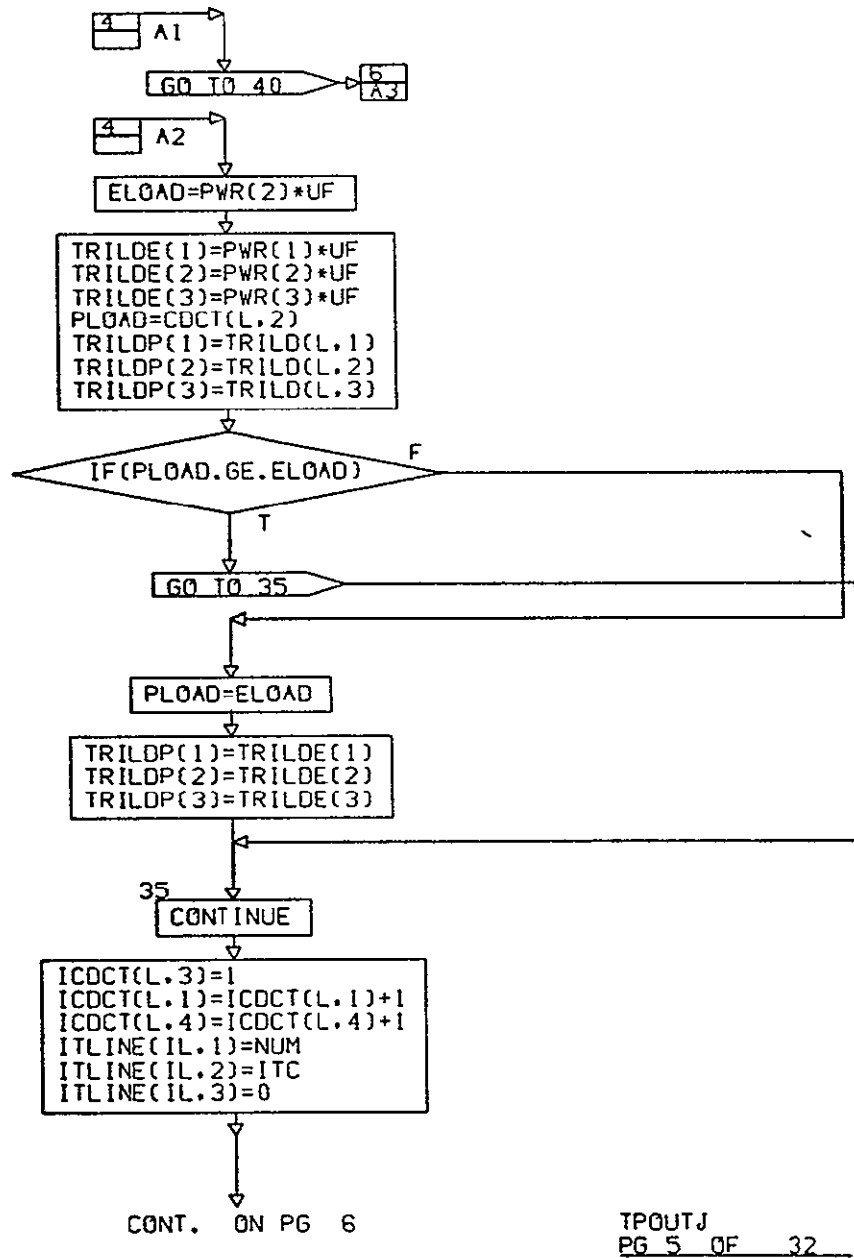 4
A1
GO TO 40
6
A3
4
A2
ELOAD=PWR(2)*UF
TRILDE(1)=PWR(1)*UF
TRILDE(2)=PWR(2)*UF
TRILDE(3)=PWR(3)*UF
PLOAD=CDCT(L,2)
TRILDP(1)=TRILD(L,1)
TRILDP(2)=TRILD(L,2)
TRILDP(3)=TRILD(L,3)
IF(PLOAD.GE.ELOAD)
F
T
GO TO 35
PLOAD=ELOAD
TRILDP(1)=TRILDE(1)
TRILDP(2)=TRILDE(2)
TRILDP(3)=TRILDE(3)
35
CONTINUE
ICDCT(L,3)=1
ICDCT(L,1)=ICDCT(L,1)+1
ICDCT(L,4)=ICDCT(L,4)+1
ITLINE(IL,1)=NUM
ITLINE(IL,2)=ITC
ITLINE(IL,3)=0
CONT. ON PG 6
TPOUTJ
PG 5 OF 32